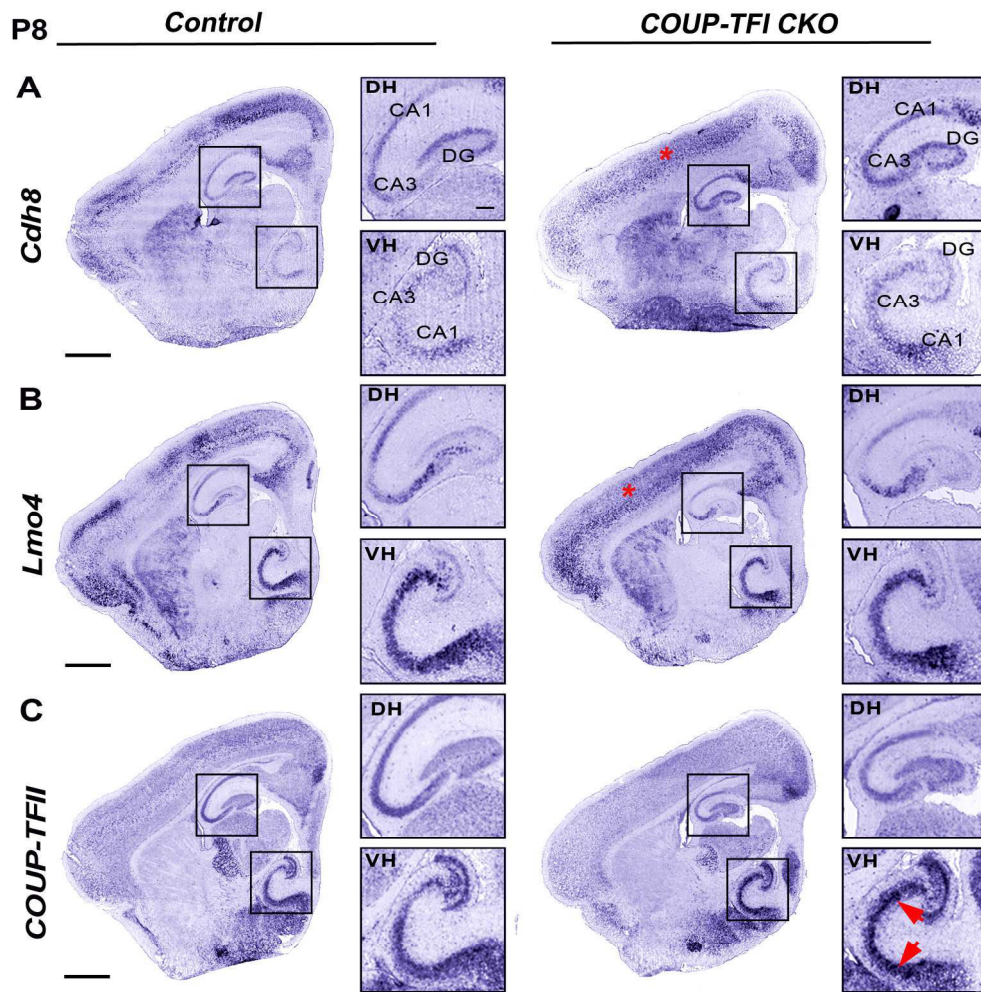 P8
Control
COUP-TFI CKO
A
Cdh8
DH
CA1
DG
CA3
VH
DG
CA3
CA1
DH
CA1
DG
CA3
VH
DG
CA3
CA1
*
B
Lmo4
DH
VH
DH
VH
*
C
COUP-TFII
DH
VH
DH
VH